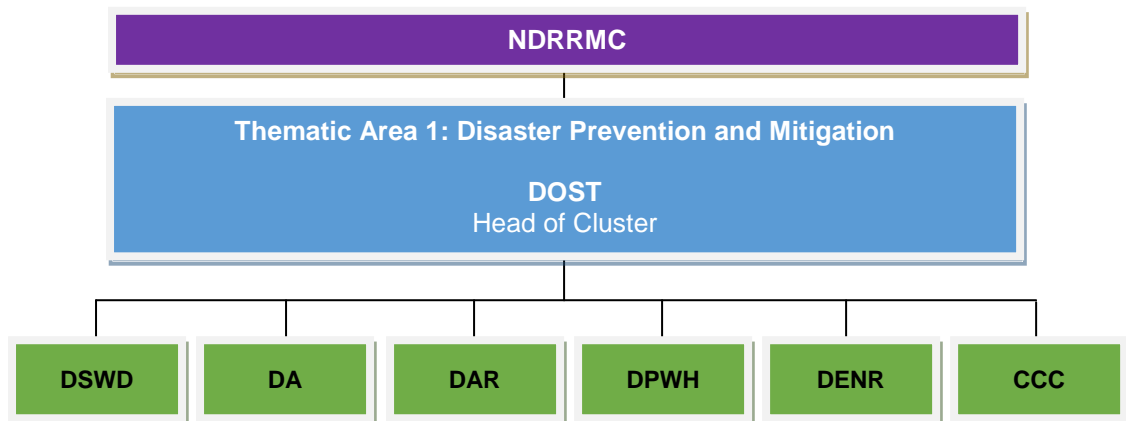 NDRRMC
Thematic Area 1: Disaster Prevention and Mitigation
DOST
Head of Cluster
DSWD
DA
DAR
DPWH
DENR
CCC